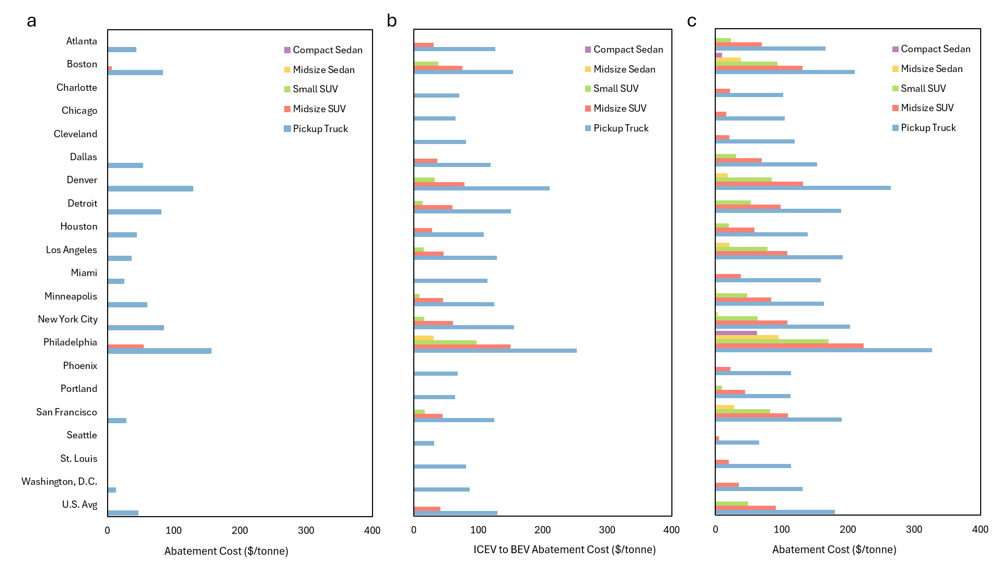 a
Atlanta
Boston
Charlotte
Chicago
Cleveland
Dallas
Denver
Detroit
Houston
Los Angeles
Miami
Minneapolis
New York City
Philadelphia
Phoenix
Portland
San Francisco
Seattle
St. Louis
Washington, D.C.
U.S. Avg
Compact Sedan
Midsize Sedan
Small SUV
Midsize SUV
Pickup Truck
0 100 200 300 400
Abatement Cost ($/tonne)
b
Compact Sedan
Midsize Sedan
Small SUV
Midsize SUV
Pickup Truck
0 100 200 300 400
ICEV to BEV Abatement Cost ($/tonne)
c
Compact Sedan
Midsize Sedan
Small SUV
Midsize SUV
Pickup Truck
0 100 200 300 400
Abatement Cost ($/tonne)